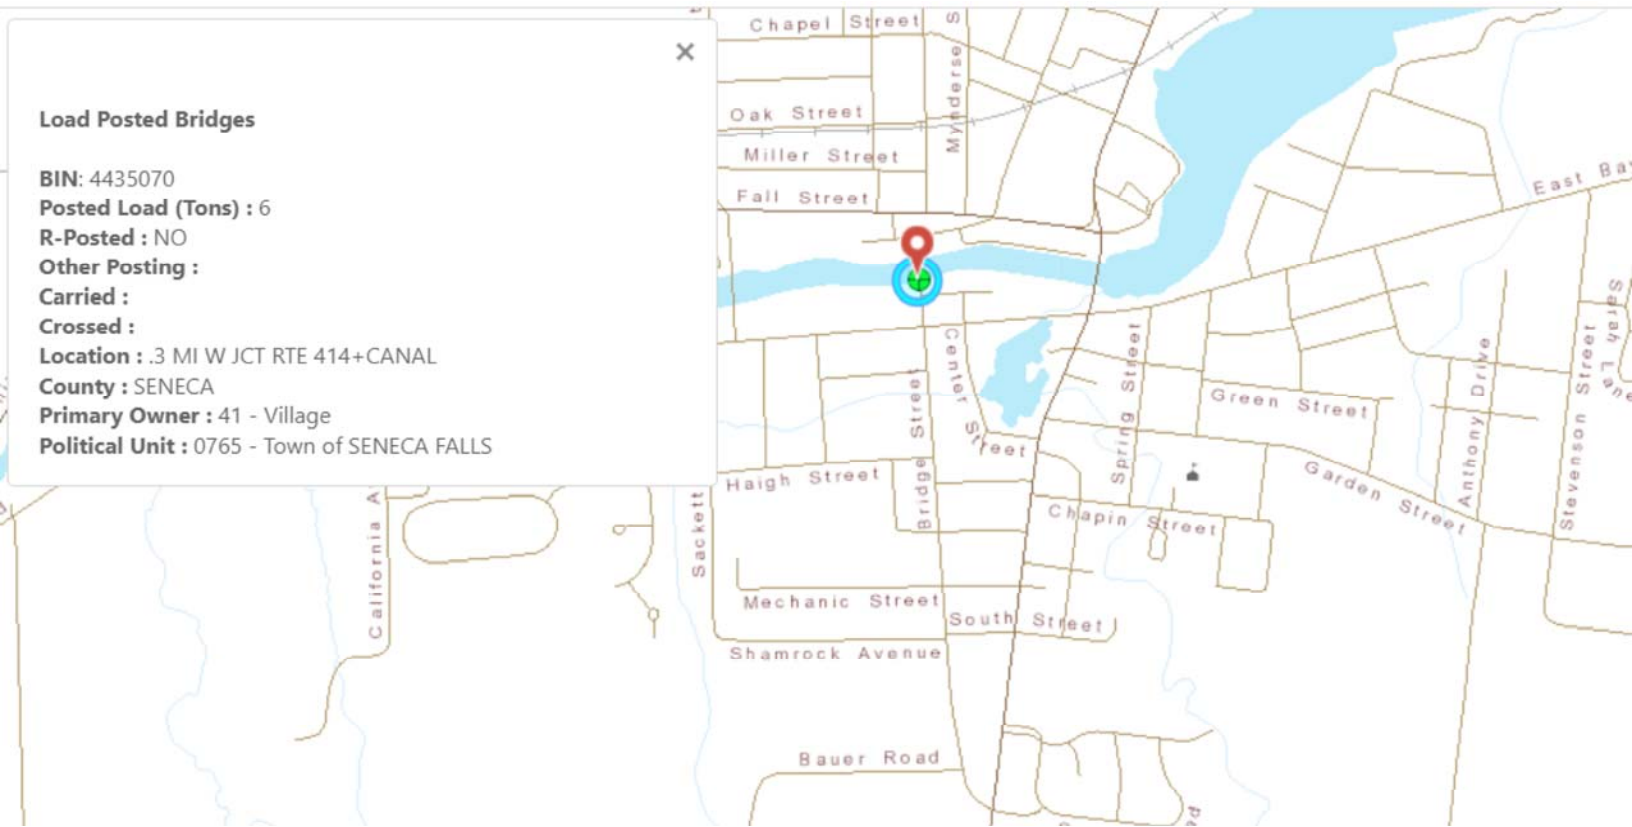 ×
Load Posted Bridges
BIN: 4435070
Posted Load (Tons) : 6
R-Posted : NO
Other Posting :
Carried :
Crossed :
Location : .3 MI W JCT RTE 414+CANAL
County : SENECA
Primary Owner : 41 - Village
Political Unit : 0765 - Town of SENECA FALLS
Chapel Street
Mynderse S
Oak Street
Miller Street
Fall Street
East Ba
Center Street
Bridge Street
Spring Street
Green Street
Anthony Drive
Stevenson Street
Sarah Lane
Haigh Street
Garden Street
Chapin Street
Sackett
California A
Mechanic Street
South Street
Shamrock Avenue
Bauer Road